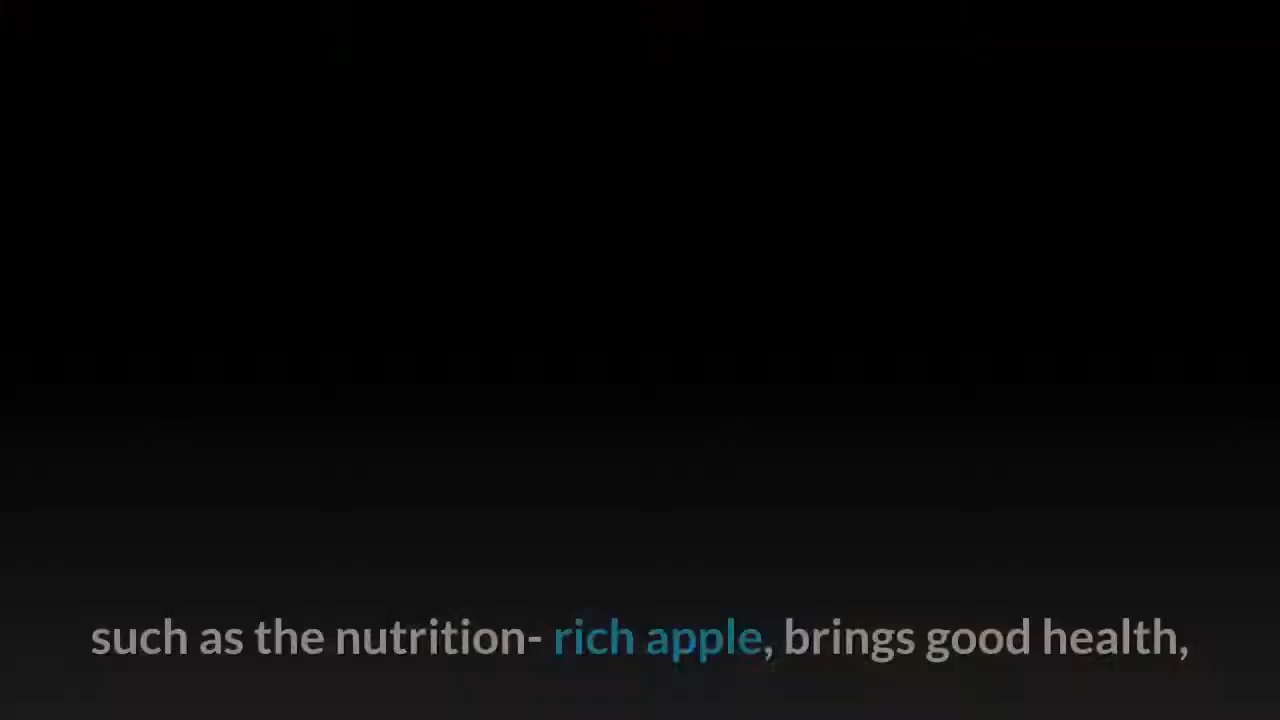 such as the nutrition- rich apple, brings good health,